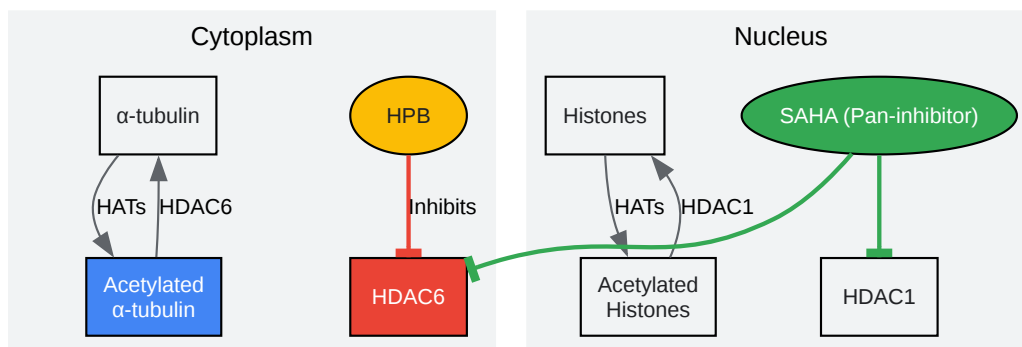 Cytoplasm
α-tubulin
HPB
HATs
HDAC6
Inhibits
Acetylated
α-tubulin
HDAC6
Nucleus
Histones
SAHA (Pan-inhibitor)
HATs
HDAC1
Acetylated
Histones
HDAC1